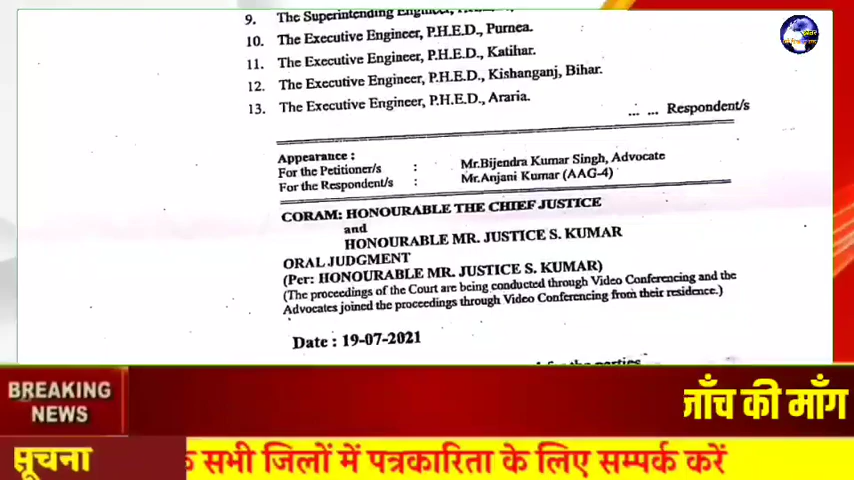 9. The Superintending Engineer,
10. The Executive Engineer, P.H.E.D., Purnea.
11. The Executive Engineer, P.H.E.D., Katihar.
12. The Executive Engineer, P.H.E.D., Kishanganj, Bihar.
13. The Executive Engineer, P.H.E.D., Araria.
... ... Respondent/s
Appearance :
For the Petitioner/s : Mr.Bijendra Kumar Singh, Advocate
For the Respondent/s : Mr.Anjani Kumar (AAG-4)
CORAM: HONOURABLE THE CHIEF JUSTICE
and
HONOURABLE MR. JUSTICE S. KUMAR
ORAL JUDGMENT
(Per: HONOURABLE MR. JUSTICE S. KUMAR)
(The proceedings of the Court are being conducted through Video Conferencing and the
Advocates joined the proceedings through Video Conferencing from their residence.)
Date : 19-07-2021
for the parties
BREAKING
NEWS
जाँच की माँग
सूचना
सभी जिलों में पत्रकारिता के लिए सम्पर्क करें